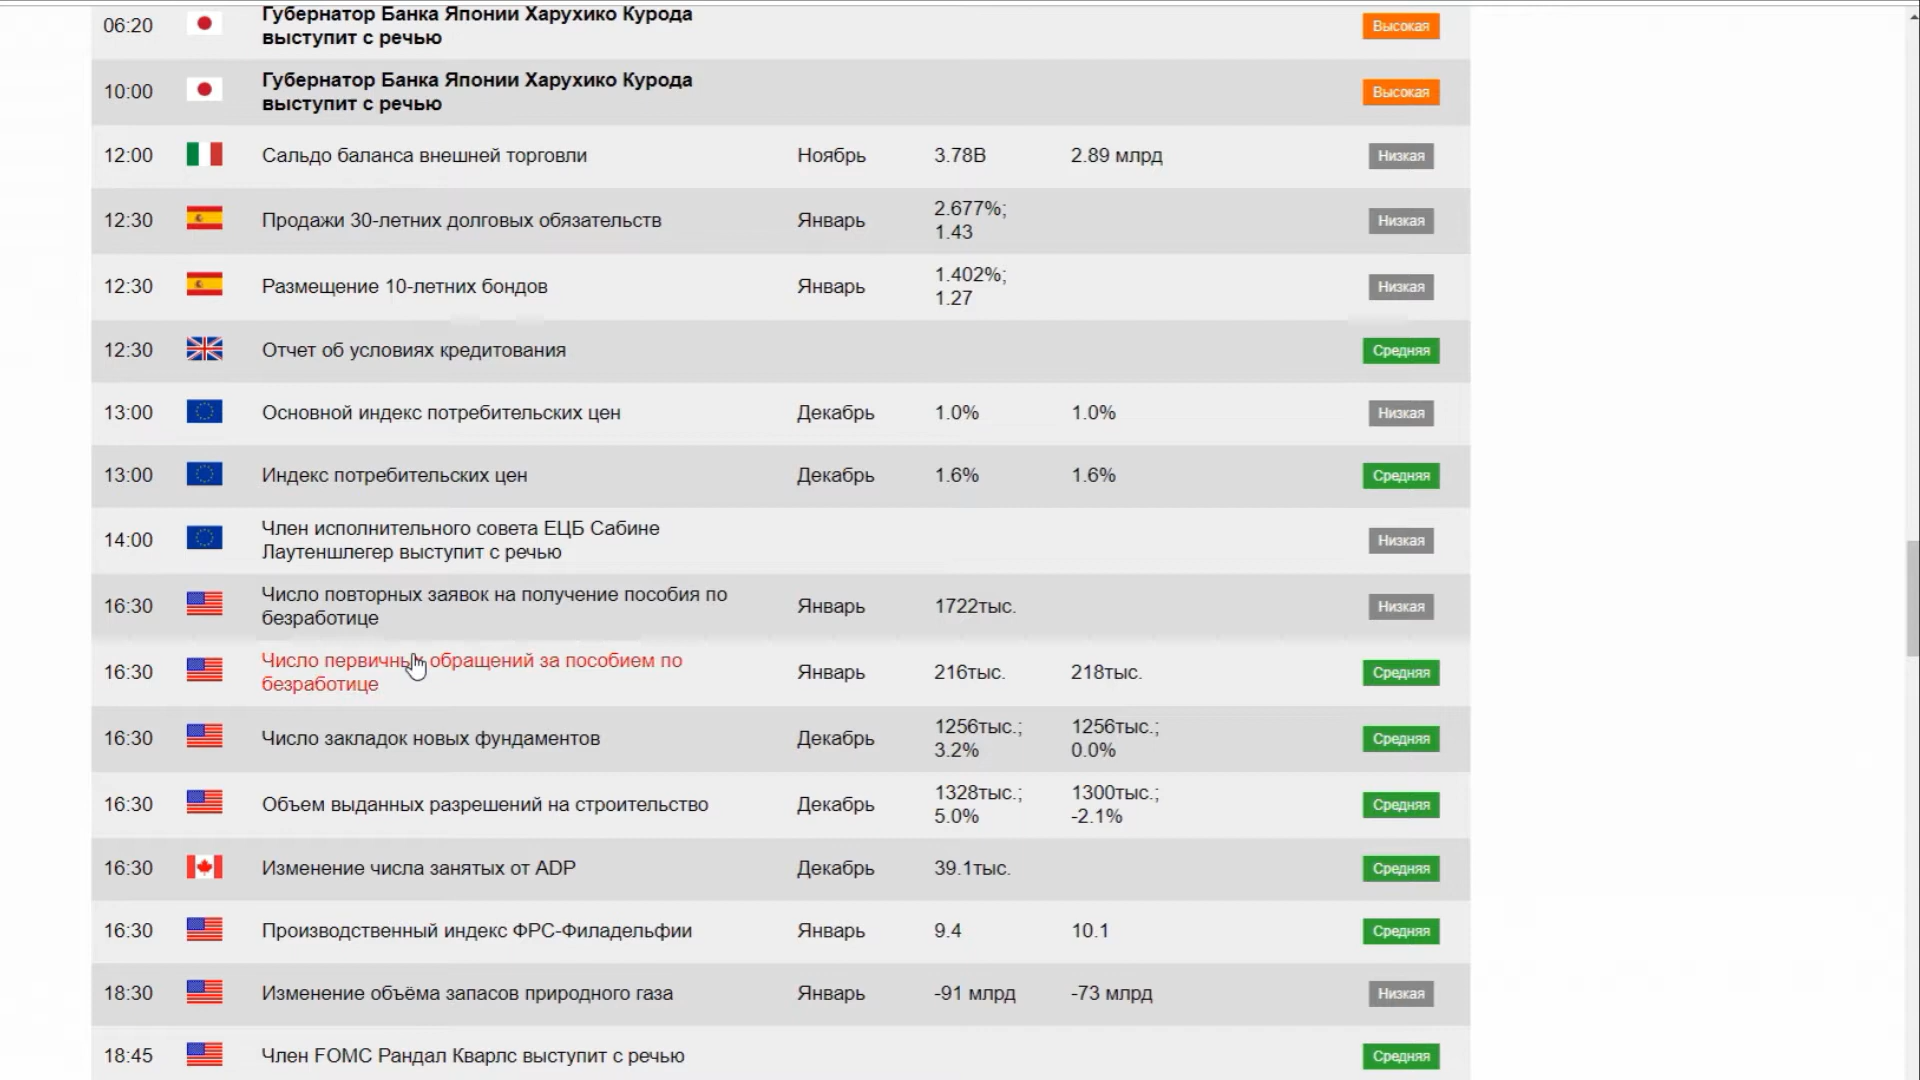 06:20 Губернатор Банка Японии Харухико Курода Высокая
выступит с речью
10:00 Губернатор Банка Японии Харухико Курода Высокая
выступит с речью
12:00 Сальдо баланса внешней торговли Ноябрь 3.78B 2.89 млрд Низкая
12:30 Продажи 30-летних долговых обязательств Январь 2.677%; Низкая
1.43
12:30 Размещение 10-летних бондов Январь 1.402%; Низкая
1.27
12:30 Отчет об условиях кредитования Средняя
13:00 Основной индекс потребительских цен Декабрь 1.0% 1.0% Низкая
13:00 Индекс потребительских цен Декабрь 1.6% 1.6% Средняя
14:00 Член исполнительного совета ЕЦБ Сабине Низкая
Лаутеншлегер выступит с речью
16:30 Число повторных заявок на получение пособия по Январь 1722тыс. Низкая
безработице
16:30 Число первичных обращений за пособием по Январь 216тыс. 218тыс. Средняя
безработице
16:30 Число закладок новых фундаментов Декабрь 1256тыс.; 1256тыс.; Средняя
3.2% 0.0%
16:30 Объем выданных разрешений на строительство Декабрь 1328тыс.; 1300тыс.; Средняя
5.0% -2.1%
16:30 Изменение числа занятых от ADP Декабрь 39.1тыс. Средняя
16:30 Производственный индекс ФРС-Филадельфии Январь 9.4 10.1 Средняя
18:30 Изменение объёма запасов природного газа Январь -91 млрд -73 млрд Низкая
18:45 Член FOMC Рандал Кварлс выступит с речью Средняя